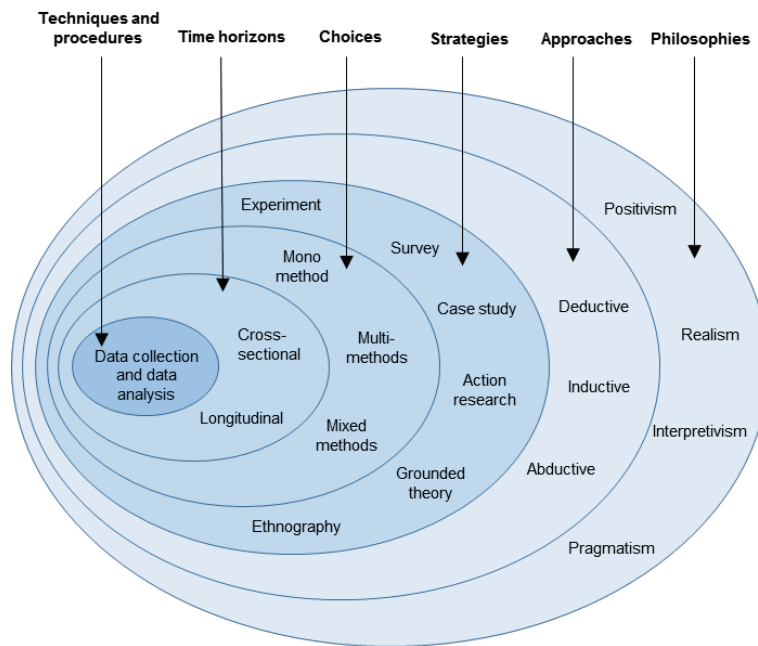 Techniques and
procedures
Time horizons
Choices
Strategies
Approaches
Philosophies
Experiment
Positivism
Survey
Mono
method
Case study
Deductive
Cross-
sectional
Multi-
methods
Realism
Data collection
and data
analysis
Action
research
Inductive
Longitudinal
Mixed
methods
Interpretivism
Grounded
theory
Abductive
Ethnography
Pragmatism